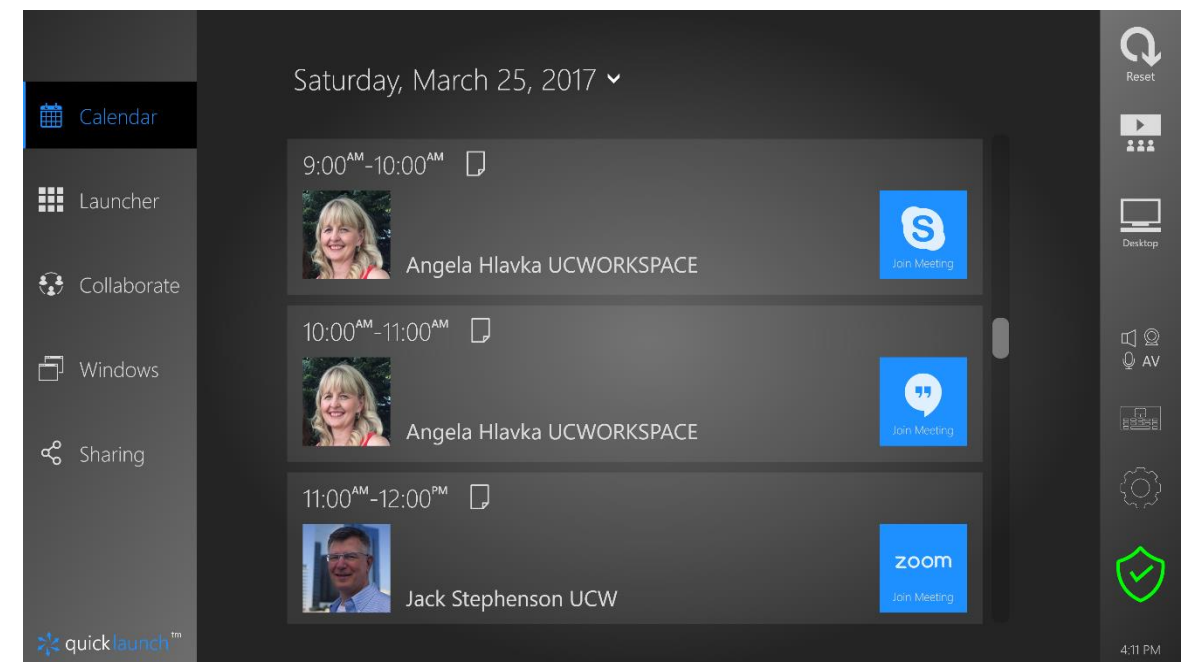 Calendar
Launcher
Collaborate
Windows
Sharing
quicklaunch™
Saturday, March 25, 2017
9:00AM-10:00AM
Angela Hlavka UCWORKSPACE
Join Meeting
10:00AM-11:00AM
Angela Hlavka UCWORKSPACE
Join Meeting
11:00AM-12:00PM
Jack Stephenson UCW
zoom
Join Meeting
Reset
Desktop
AV
4:11 PM